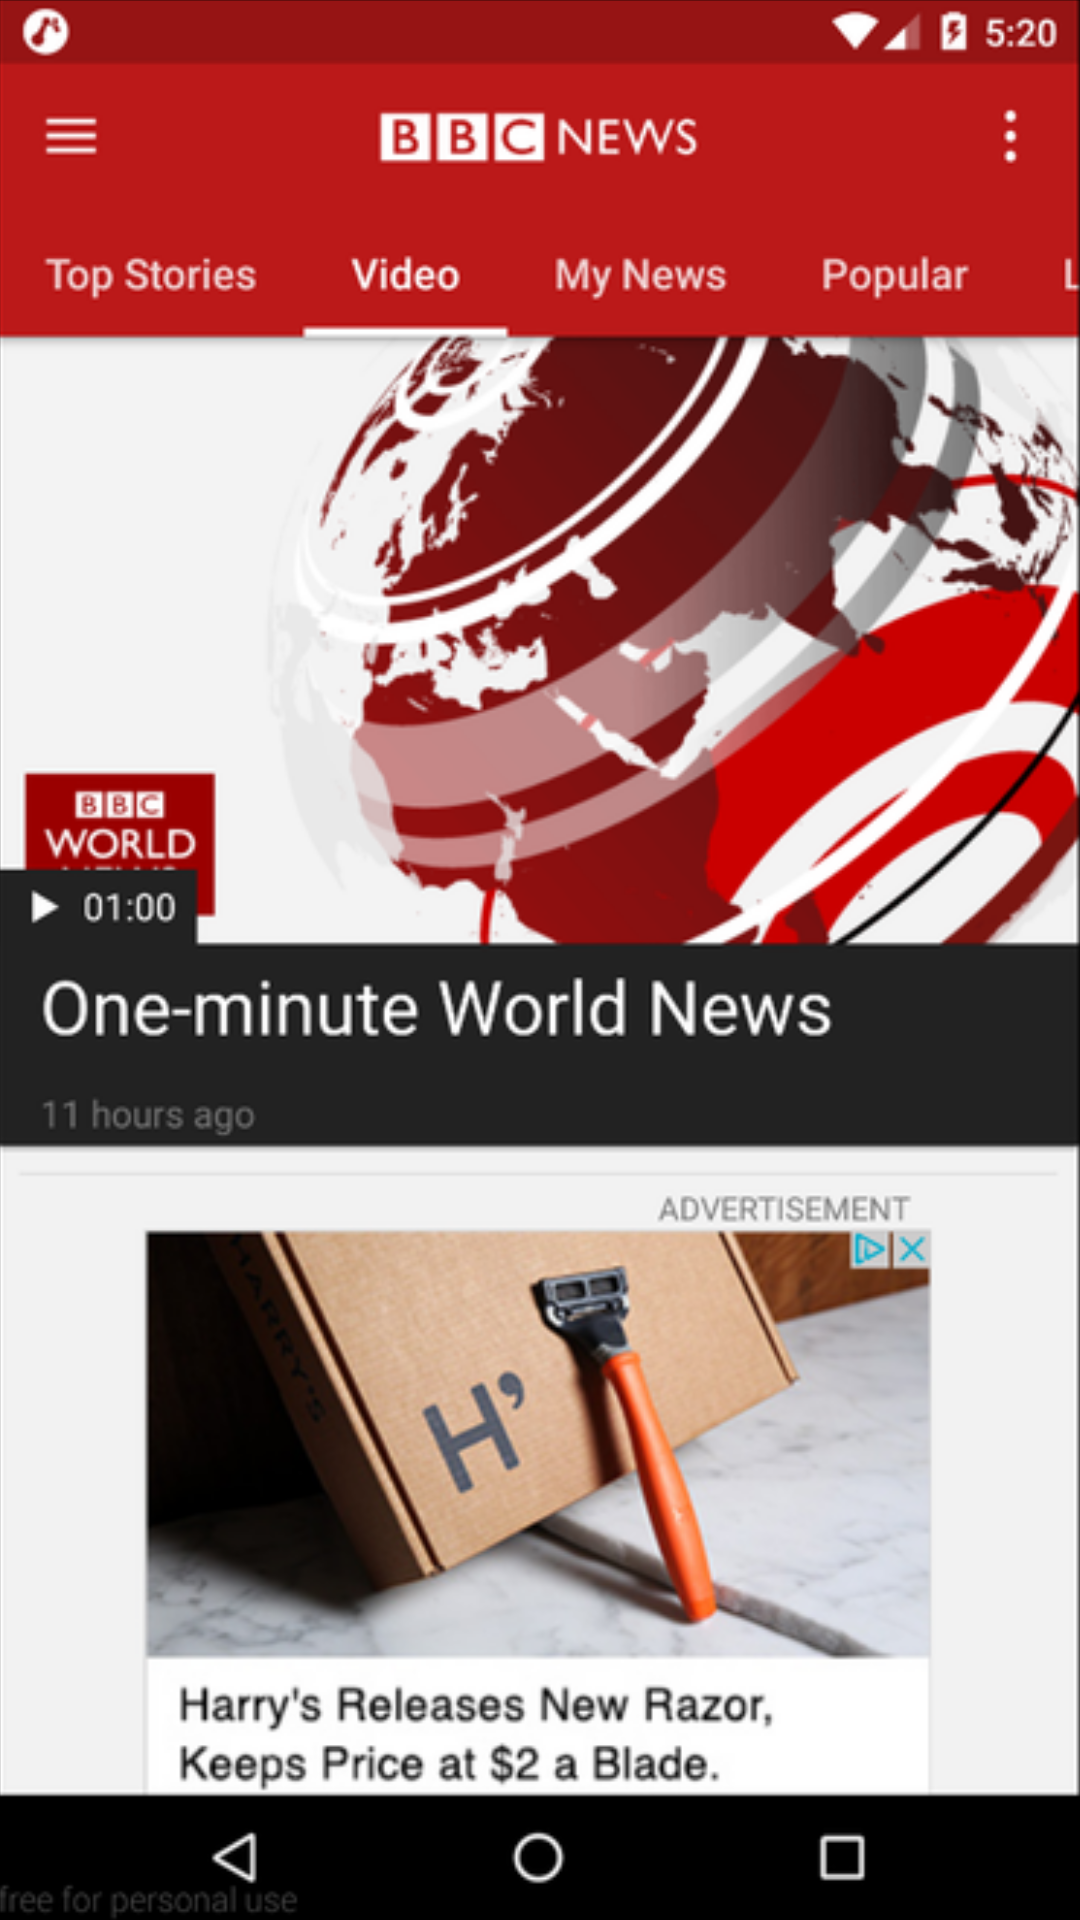 5:20
BBC NEWS
Top Stories Video My News Popular L
BBC
WORLD
01:00
One-minute World News
11 hours ago
ADVERTISEMENT
HARRY'S
H'
Harry's Releases New Razor,
Keeps Price at $2 a Blade.
free for personal use